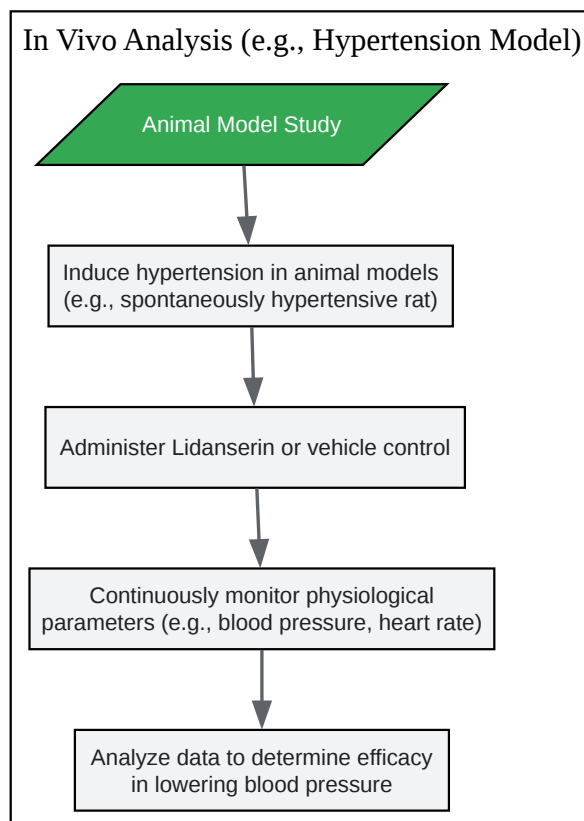 In Vivo Analysis (e.g., Hypertension Model)
Animal Model Study
Induce hypertension in animal models
(e.g., spontaneously hypertensive rat)
Administer Lidanserin or vehicle control
Continuously monitor physiological
parameters (e.g., blood pressure, heart rate)
Analyze data to determine efficacy
in lowering blood pressure